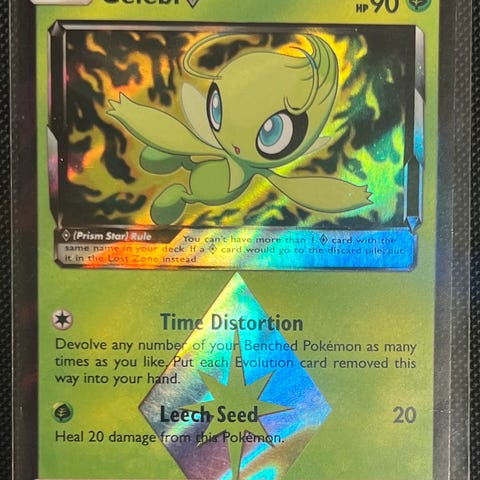 Celebi HP 90
(Prism Star) Rule You can't have more than 1 ♢ card with the
same name in your deck. If a ♢ card would go to the discard pile, put
it in the Lost Zone instead.
Time Distortion
Devolve any number of your Benched Pokémon as many
times as you like. Put each Evolution card removed this
way into your hand.
Leech Seed 20
Heal 20 damage from this Pokémon.